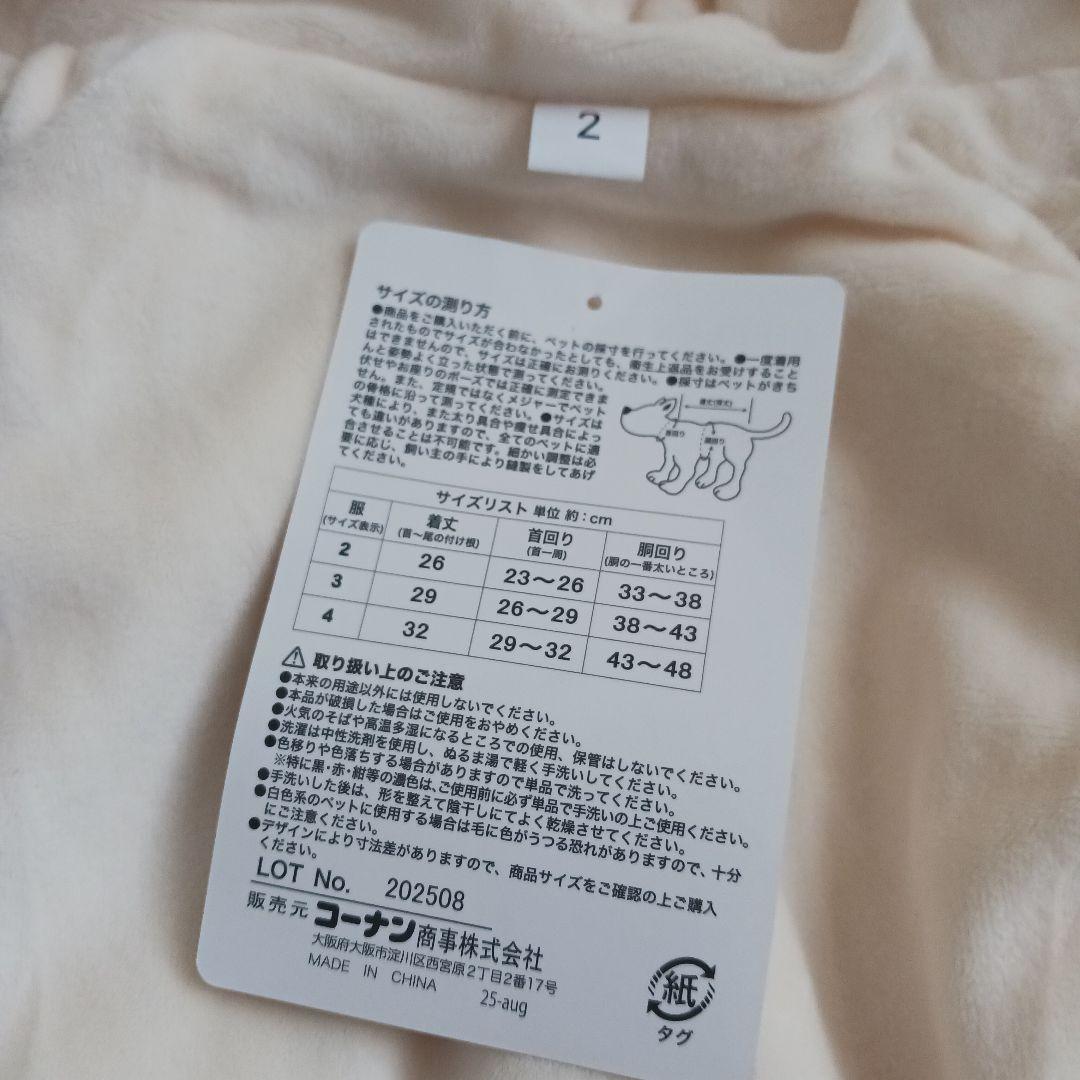 2
サイズの測り方
●商品をご購入いただく前に、ペットの採寸を行ってください。●一度着用
されたものでサイズが合わなかったとしても、衛生上返品をお受けすること
はできませんので、サイズは正確にお測りください。●採寸はペットがきち
んと姿勢よく立った状態で測ってください。
伏せやお座りのポーズでは正確に測定できま
せん。また、定規ではなくメジャーでペット
の骨格に沿って測ってください。●サイズは
犬種により、また太り具合や痩せ具合によっ
ても違いがありますので、全てのペットに適
合させることは不可能です。細かい調整は必
要に応じ、飼い主の手により縫製をしてあげ
てください。
着丈(背丈)
首回り
胴回り
サイズリスト 単位 約:cm
服 着丈 首回り 胴回り
(サイズ表示) (首～尾の付け根) (首一周) (胴の一番太いところ)
2 26 23～26 33～38
3 29 26～29 38～43
4 32 29～32 43～48
取り扱い上のご注意
●本来の用途以外には使用しないでください。
●本品が破損した場合はご使用をおやめください。
●火気のそばや高温多湿になるところでの使用、保管はしないでください。
●洗濯は中性洗剤を使用し、ぬるま湯で軽く手洗いしてください。
●色移りや色落ちする場合がありますので単品で洗ってください。
※特に黒・赤・紺等の濃色は、ご使用前に必ず単品で手洗いの上ご使用ください。
●手洗いした後は、形を整えて陰干しにてよく乾燥させてください。
●白色系のペットに使用する場合は毛に色がうつる恐れがありますので、十分
にご注意ください。
●デザインにより寸法差がありますので、商品サイズをご確認の上ご購入
ください。
LOT No. 202508
販売元 コーナン商事株式会社
大阪府大阪市淀川区西宮原2丁目2番17号
MADE IN CHINA
25-aug
紙
タグ